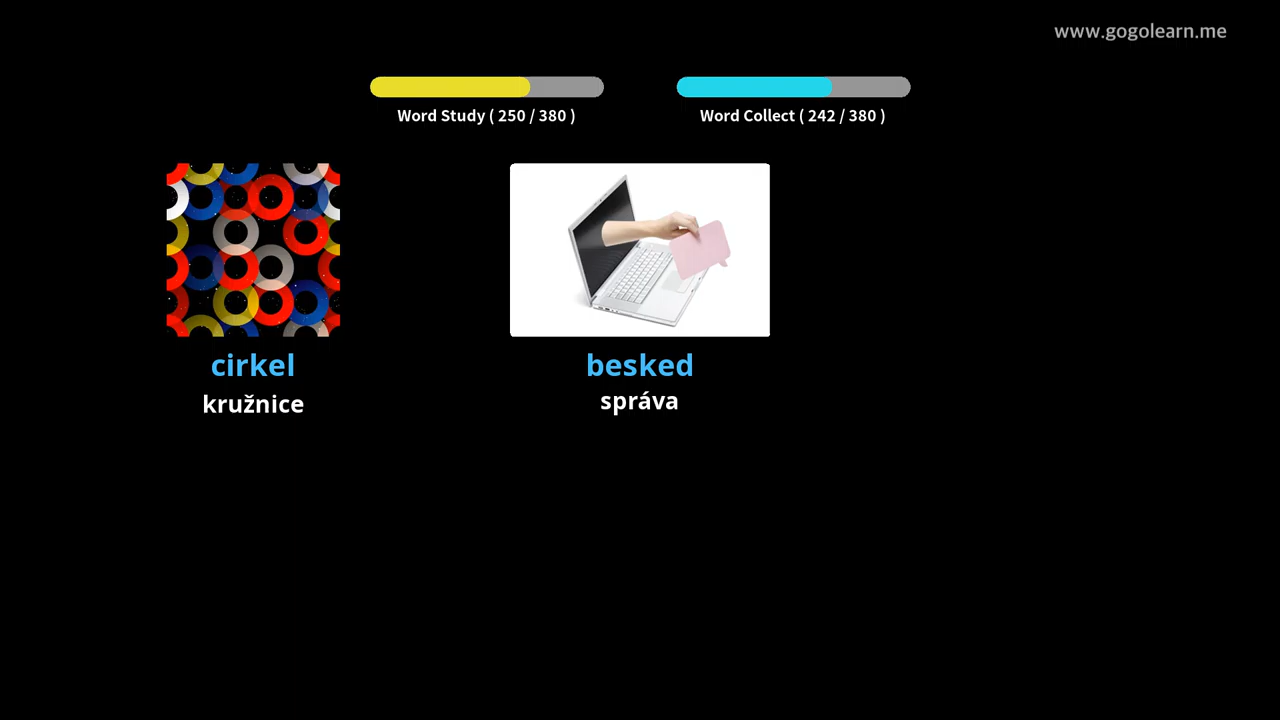 www.gogolearn.me
Word Study ( 250 / 380 )
Word Collect ( 242 / 380 )
cirkel
kružnice
besked
správa